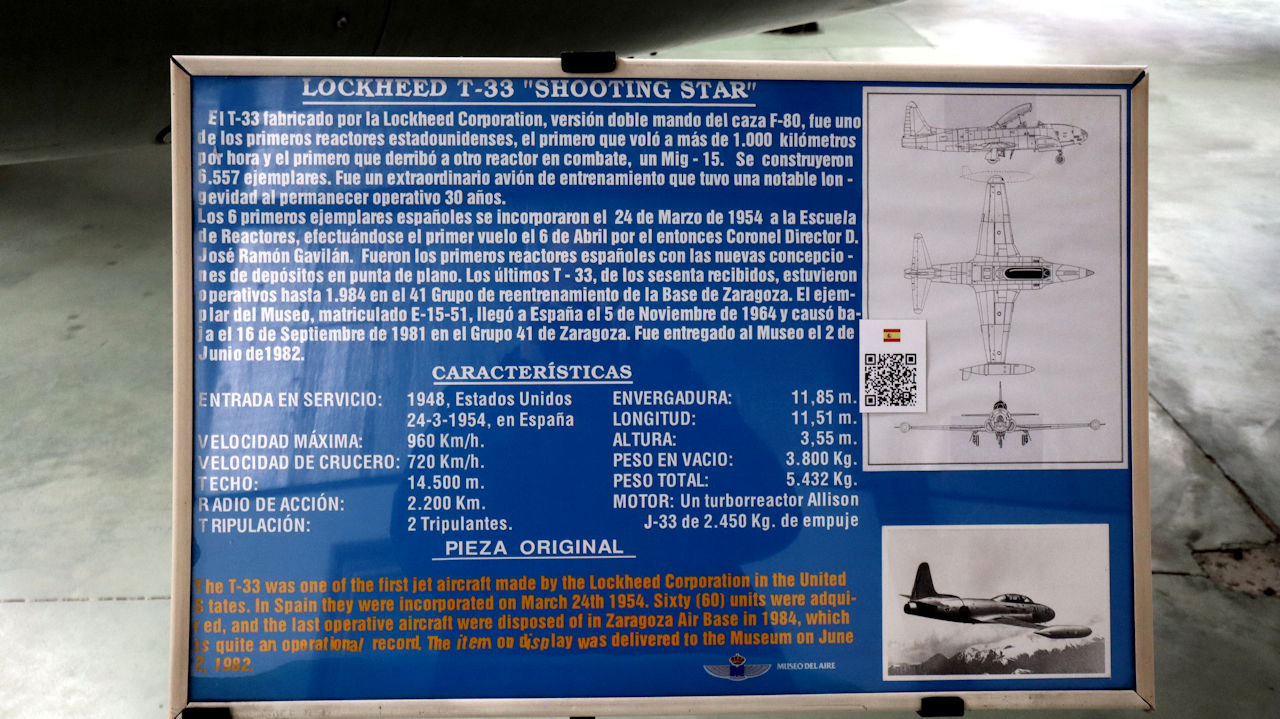 LOCKHEED T-33 "SHOOTING STAR"
El T-33 fabricado por la Lockheed Corporation, versión doble mando del caza F-80, fue uno
de los primeros reactores estadounidenses, el primero que voló a más de 1.000 kilómetros
por hora y el primero que derribó a otro reactor en combate, un Mig - 15. Se construyeron
6.557 ejemplares. Fue un extraordinario avión de entrenamiento que tuvo una notable lon -
gevidad al permanecer operativo 30 años.
Los 6 primeros ejemplares españoles se incorporaron el 24 de Marzo de 1954 a la Escuela
de Reactores, efectuándose el primer vuelo el 6 de Abril por el entonces Coronel Director D.
José Ramón Gavilán. Fueron los primeros reactores españoles con las nuevas concepcio -
nes de depósitos en punta de plano. Los últimos T - 33, de los sesenta recibidos, estuvieron
operativos hasta 1.984 en el 41 Grupo de reentrenamiento de la Base de Zaragoza. El ejem-
plar del Museo, matriculado E-15-51, llegó a España el 5 de Noviembre de 1964 y causó ba-
ja el 16 de Septiembre de 1981 en el Grupo 41 de Zaragoza. Fue entregado al Museo el 2 de
Junio de1982.
CARACTERÍSTICAS
ENTRADA EN SERVICIO: 1948, Estados Unidos
24-3-1954, en España
VELOCIDAD MÁXIMA: 960 Km/h.
VELOCIDAD DE CRUCERO: 720 Km/h.
TECHO: 14.500 m.
RADIO DE ACCIÓN: 2.200 Km.
TRIPULACIÓN: 2 Tripulantes.
ENVERGADURA: 11,85 m.
LONGITUD: 11,51 m.
ALTURA: 3,55 m.
PESO EN VACIO: 3.800 Kg.
PESO TOTAL: 5.432 Kg.
MOTOR: Un turborreactor Allison
J-33 de 2.450 Kg. de empuje
PIEZA ORIGINAL
The T-33 was one of the first jet aircraft made by the Lockheed Corporation in the United
States. In Spain they were incorporated on March 24th 1954. Sixty (60) units were adqui-
red, and the last operative aircraft were disposed of in Zaragoza Air Base in 1984, which
is quite an operational record. The item on display was delivered to the Museum on June
2, 1982.
MUSEO DEL AIRE